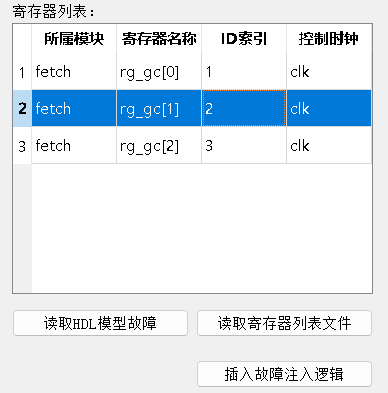 寄存器列表：
所属模块 寄存器名称 ID索引 控制时钟
1 fetch rg_gc[0] 1 clk
2 fetch rg_gc[1] 2 clk
3 fetch rg_gc[2] 3 clk
读取HDL模型故障 读取寄存器列表文件
插入故障注入逻辑